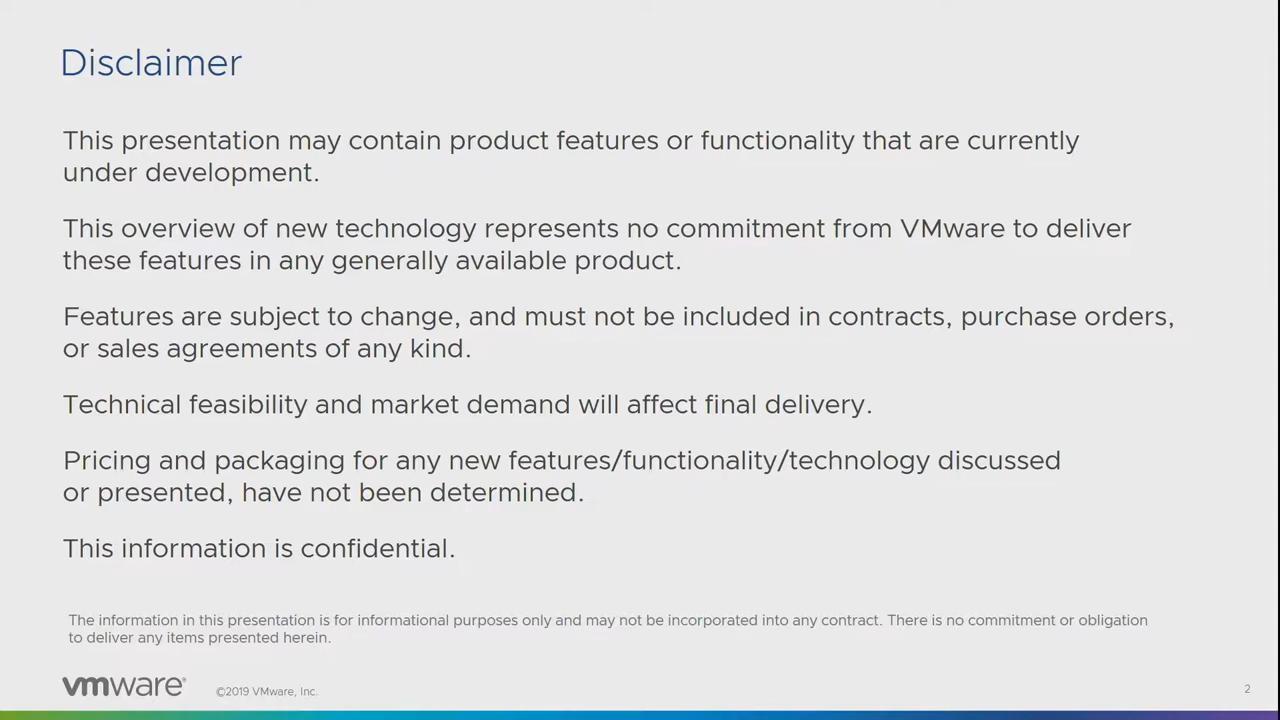 Disclaimer
This presentation may contain product features or functionality that are currently
under development.
This overview of new technology represents no commitment from VMware to deliver
these features in any generally available product.
Features are subject to change, and must not be included in contracts, purchase orders,
or sales agreements of any kind.
Technical feasibility and market demand will affect final delivery.
Pricing and packaging for any new features/functionality/technology discussed
or presented, have not been determined.
This information is confidential.
The information in this presentation is for informational purposes only and may not be incorporated into any contract. There is no commitment or obligation
to deliver any items presented herein.
vmware® ©2019 VMware, Inc. 2